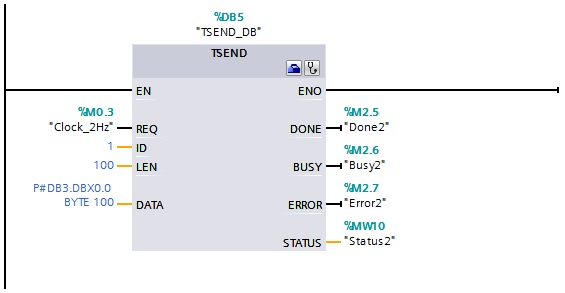 %DB5
"TSEND_DB"
TSEND
EN ENO
%M0.3
"Clock_2Hz" REQ
1 ID
100 LEN
P#DB3.DBX0.0
BYTE 100 DATA
%M2.5
DONE "Done2"
%M2.6
BUSY "Busy2"
%M2.7
ERROR "Error2"
%MW10
STATUS "Status2"